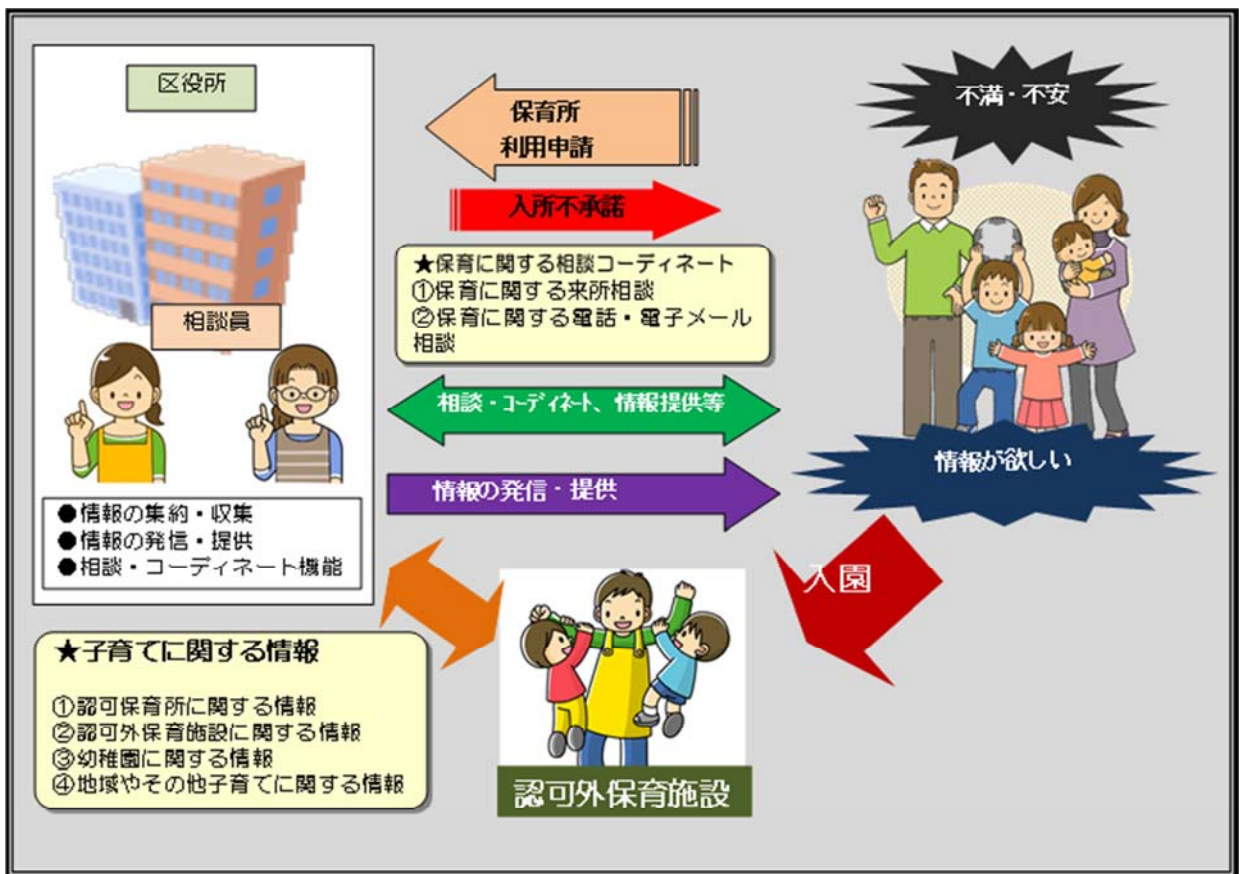 区役所
相談員
●情報の集約・収集
●情報の発信・提供
●相談・コーディネート機能
★子育てに関する情報
①認可保育所に関する情報
②認可外保育施設に関する情報
③幼稚園に関する情報
④地域やその他子育てに関する情報
保育所
利用申請
入所不承諾
★保育に関する相談コーディネート
①保育に関する来所相談
②保育に関する電話・電子メール
相談
相談・ｺｰﾃﾞｨﾈｰﾄ、情報提供等
情報の発信・提供
不満・不安
情報が欲しい
入園
認可外保育施設